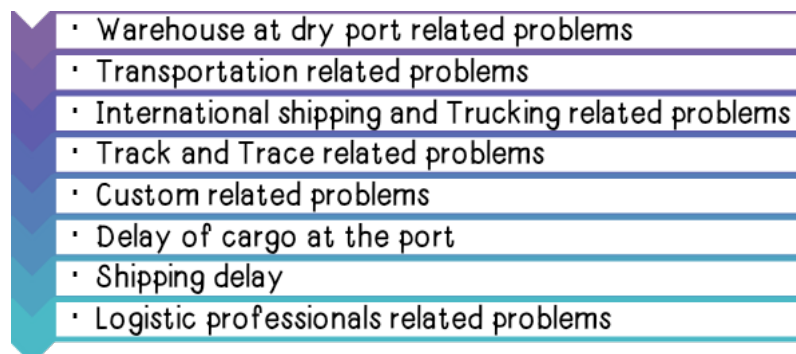 · Warehouse at dry port related problems
· Transportation related problems
· International shipping and Trucking related problems
· Track and Trace related problems
· Custom related problems
· Delay of cargo at the port
· Shipping delay
· Logistic professionals related problems